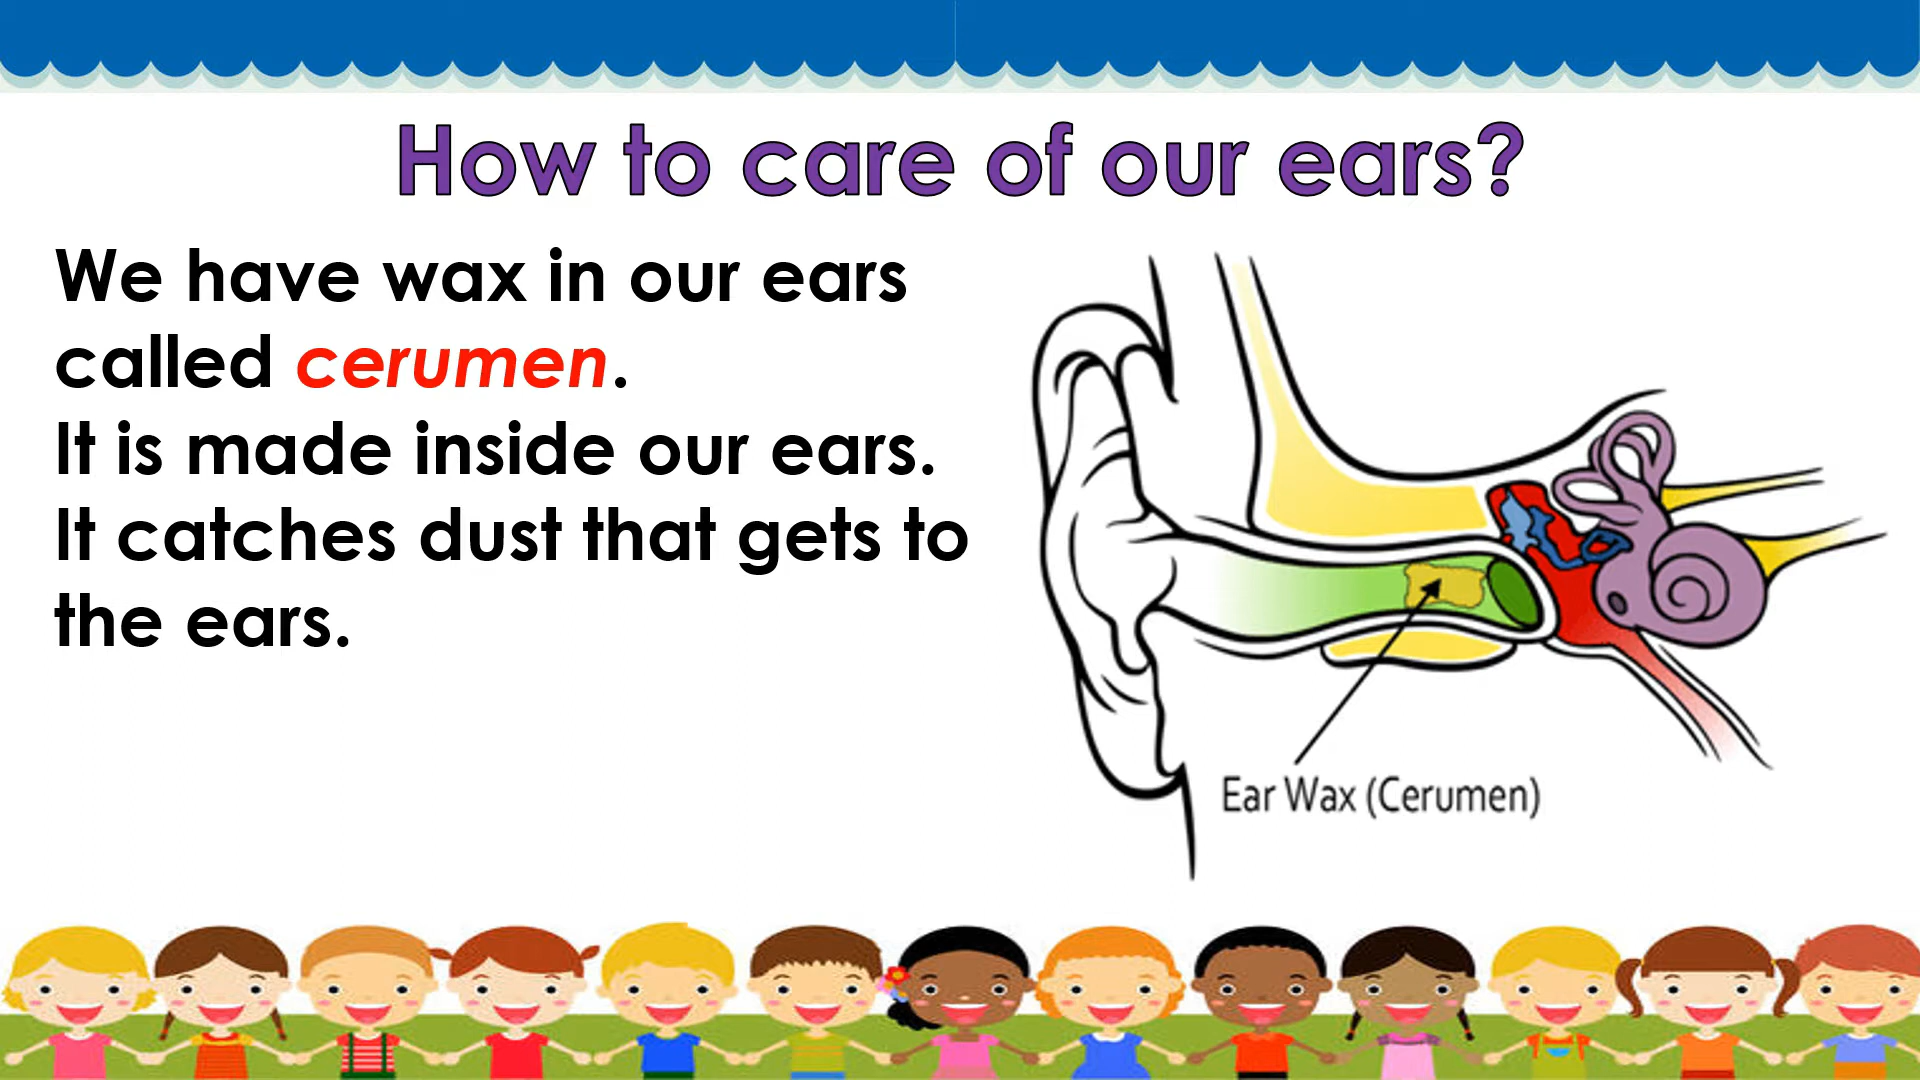 How to care of our ears?
We have wax in our ears
called cerumen.
It is made inside our ears.
It catches dust that gets to
the ears.
Ear Wax (Cerumen)